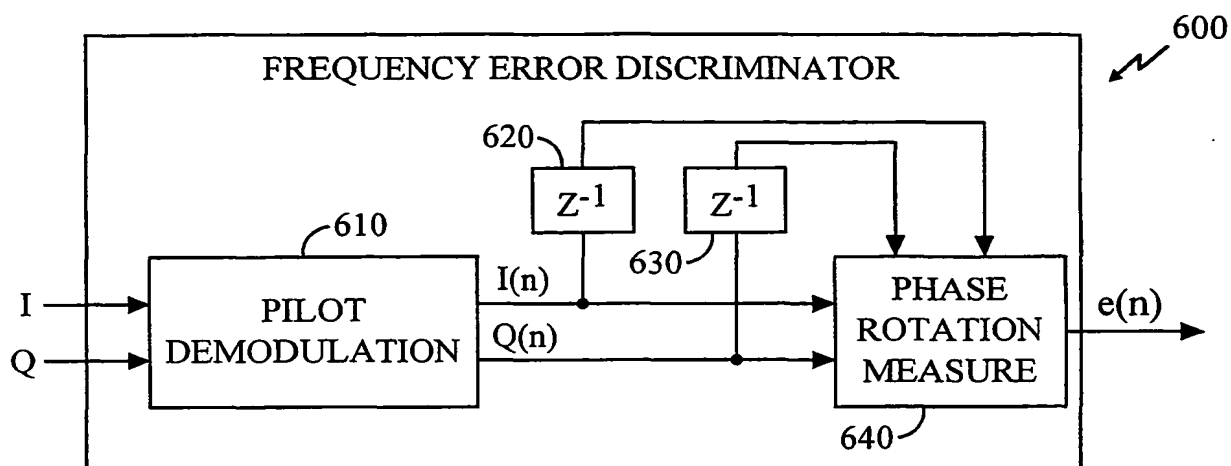 600
FREQUENCY ERROR DISCRIMINATOR
620
Z-1
Z-1
610
630
I
Q
PILOT
DEMODULATION
I(n)
Q(n)
PHASE
ROTATION
MEASURE
e(n)
640